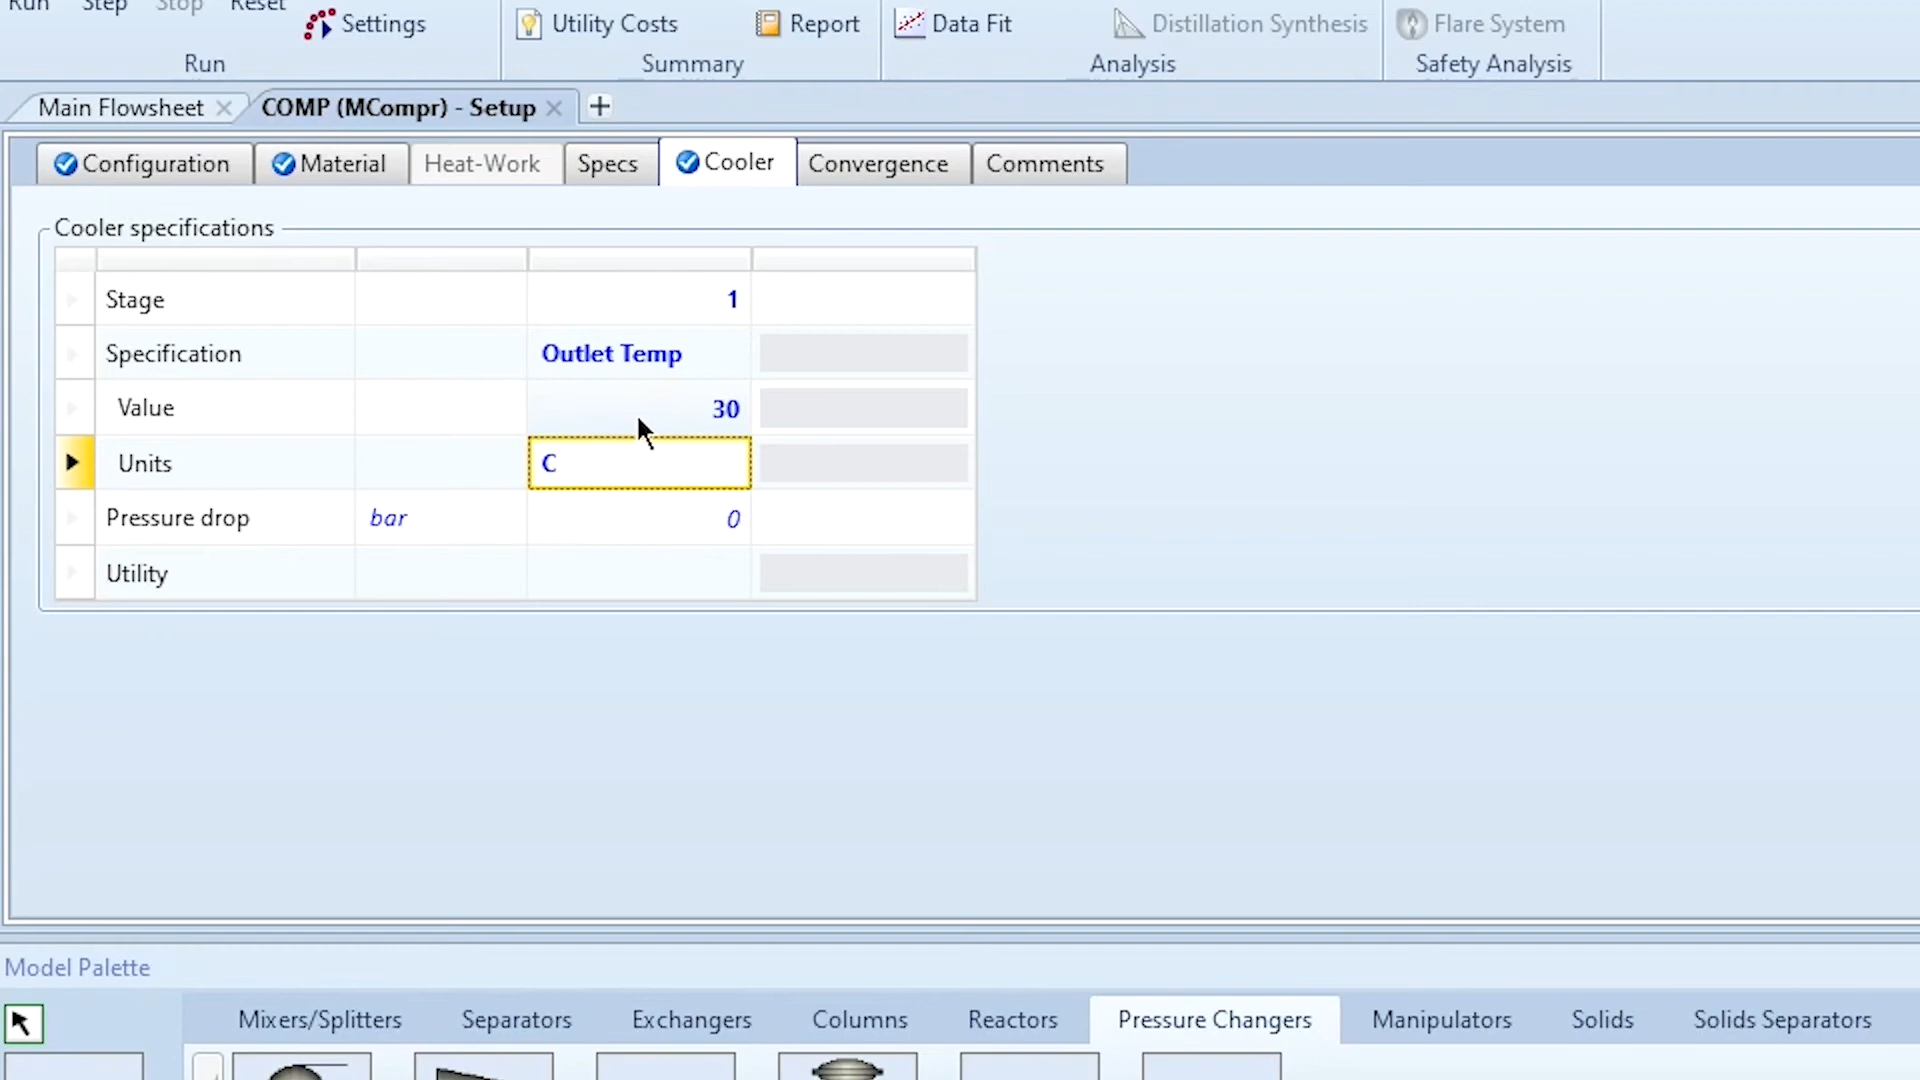 Run Step Stop Reset
Settings Utility Costs Report Data Fit Distillation Synthesis Flare System
Run Summary Analysis Safety Analysis
Main Flowsheet COMP (MCompr) - Setup
Configuration Material Heat-Work Specs Cooler Convergence Comments
Cooler specifications
Stage 1
Specification Outlet Temp
Value 30
Units C
Pressure drop bar 0
Utility
Model Palette
Mixers/Splitters Separators Exchangers Columns Reactors Pressure Changers Manipulators Solids Solids Separators